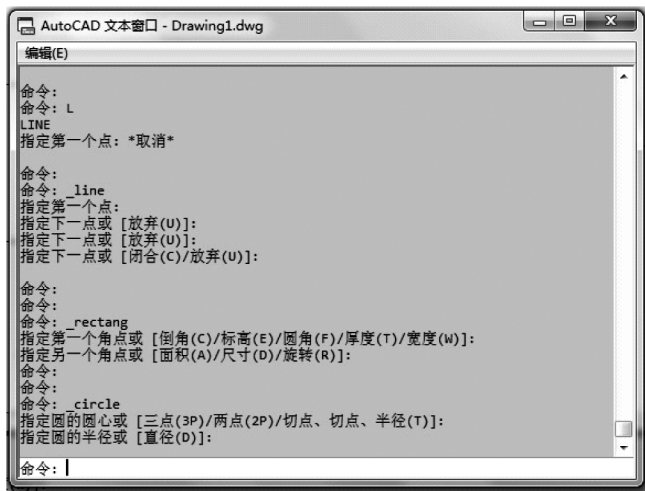 AutoCAD 文本窗口 - Drawing1.dwg
编辑(E)
命令:
命令: L
LINE
指定第一个点: *取消*
命令:
命令: _line
指定第一个点:
指定下一点或 [放弃(U)]:
指定下一点或 [放弃(U)]:
指定下一点或 [闭合(C)/放弃(U)]:
命令:
命令:
命令: _rectang
指定第一个角点或 [倒角(C)/标高(E)/圆角(F)/厚度(T)/宽度(W)]:
指定另一个角点或 [面积(A)/尺寸(D)/旋转(R)]:
命令:
命令:
命令: _circle
指定圆的圆心或 [三点(3P)/两点(2P)/切点、切点、半径(T)]:
指定圆的半径或 [直径(D)]:
命令: